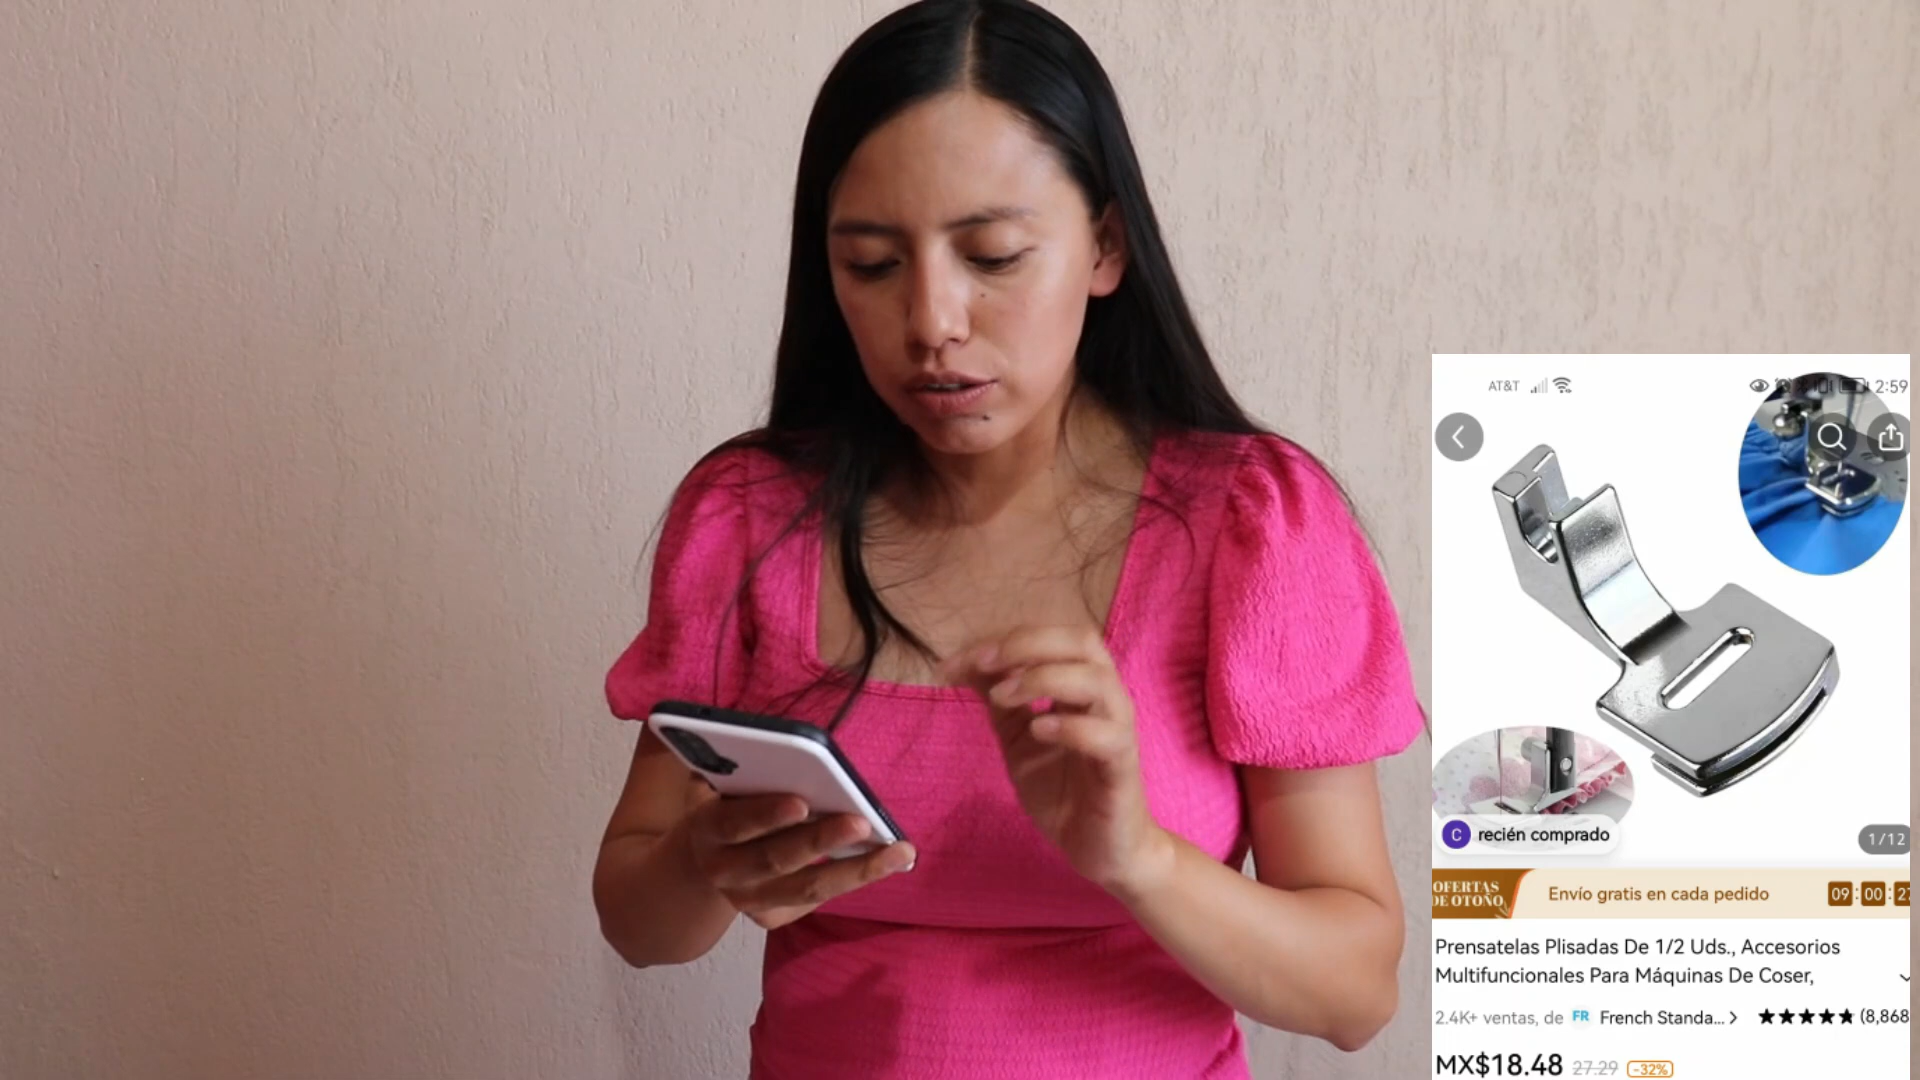 AT&T 2:59
C recién comprado
1/12
OFERTAS
DE OTOÑO
Envío gratis en cada pedido
09:00:27
Prensatelas Plisadas De 1/2 Uds., Accesorios
Multifuncionales Para Máquinas De Coser,
2.4K+ ventas, de FR French Standa... (8,868
MX$18.48 27.29 -32%